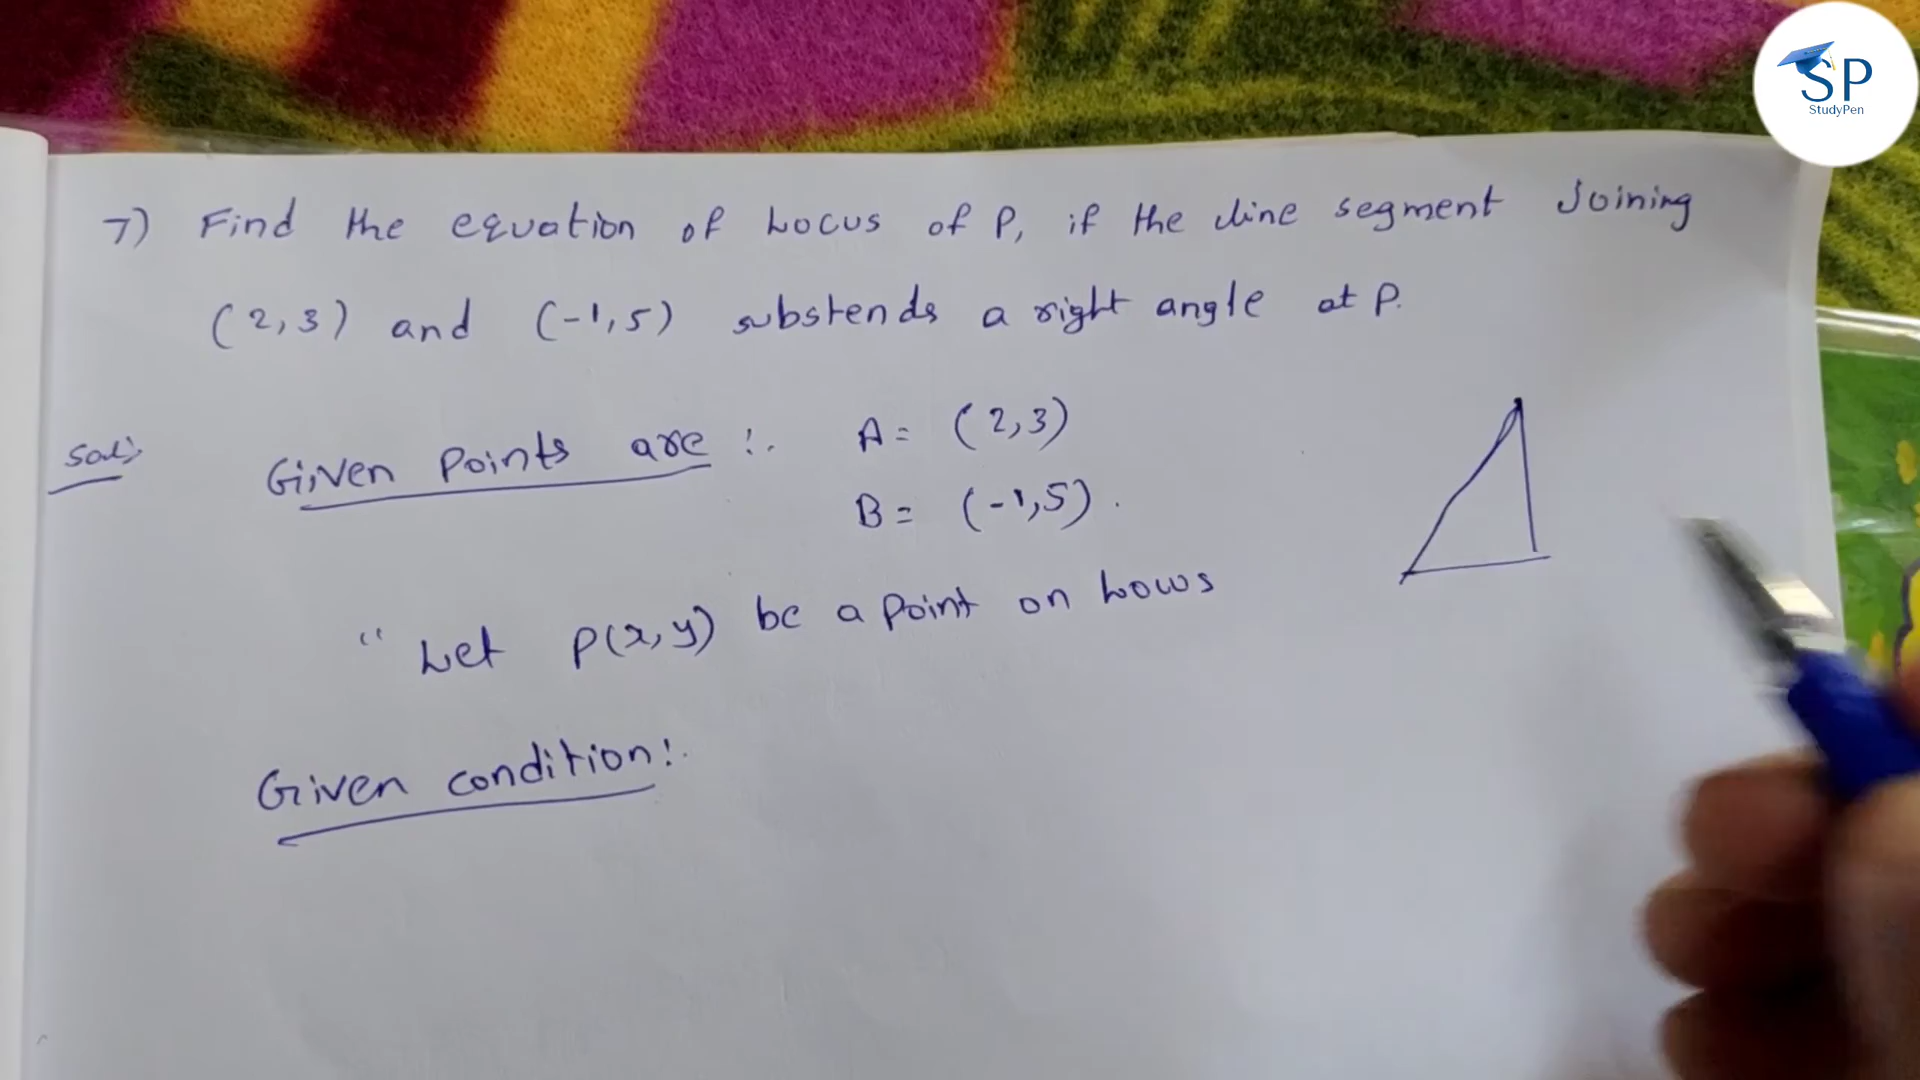 SP
StudyPen
7) Find the equation of Locus of P, if the line segment Joining
(2,3) and (-1,5) substends a right angle at P.
Sol:
Given Points are :. A = (2,3)
B = (-1,5).
" Let P(x,y) be a Point on Locus
Given condition :.